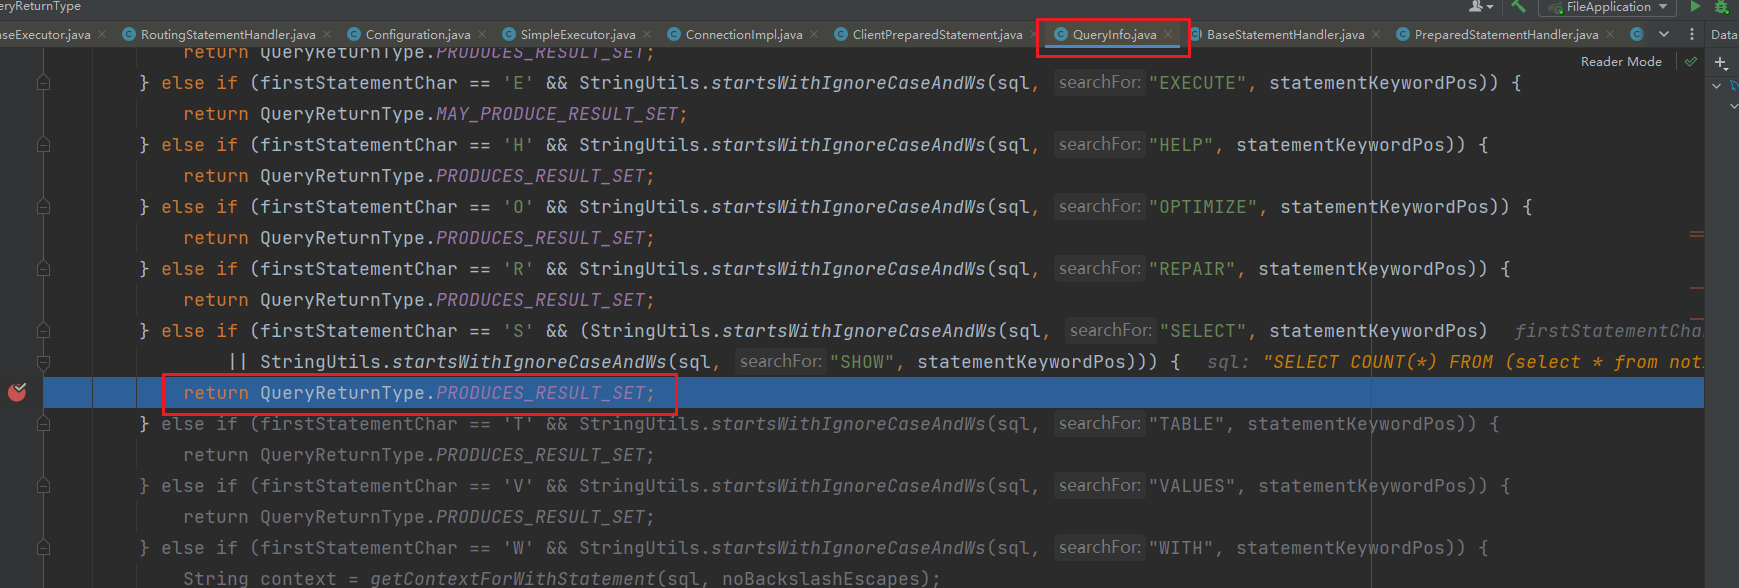 eryReturnType
FileApplication
aseExecutor.java RoutingStatementHandler.java Configuration.java SimpleExecutor.java ConnectionImpl.java ClientPreparedStatement.java QueryInfo.java BaseStatementHandler.java PreparedStatementHandler.java Data
return QueryReturnType.PRODUCES_RESULT_SET;
Reader Mode
} else if (firstStatementChar == 'E' && StringUtils.startsWithIgnoreCaseAndWs(sql, searchFor: "EXECUTE", statementKeywordPos)) {
return QueryReturnType.MAY_PRODUCE_RESULT_SET;
} else if (firstStatementChar == 'H' && StringUtils.startsWithIgnoreCaseAndWs(sql, searchFor: "HELP", statementKeywordPos)) {
return QueryReturnType.PRODUCES_RESULT_SET;
} else if (firstStatementChar == 'O' && StringUtils.startsWithIgnoreCaseAndWs(sql, searchFor: "OPTIMIZE", statementKeywordPos)) {
return QueryReturnType.PRODUCES_RESULT_SET;
} else if (firstStatementChar == 'R' && StringUtils.startsWithIgnoreCaseAndWs(sql, searchFor: "REPAIR", statementKeywordPos)) {
return QueryReturnType.PRODUCES_RESULT_SET;
} else if (firstStatementChar == 'S' && (StringUtils.startsWithIgnoreCaseAndWs(sql, searchFor: "SELECT", statementKeywordPos) firstStatementCha
|| StringUtils.startsWithIgnoreCaseAndWs(sql, searchFor: "SHOW", statementKeywordPos))) { sql: "SELECT COUNT(*) FROM (select * from not
return QueryReturnType.PRODUCES_RESULT_SET;
} else if (firstStatementChar == 'T' && StringUtils.startsWithIgnoreCaseAndWs(sql, searchFor: "TABLE", statementKeywordPos)) {
return QueryReturnType.PRODUCES_RESULT_SET;
} else if (firstStatementChar == 'V' && StringUtils.startsWithIgnoreCaseAndWs(sql, searchFor: "VALUES", statementKeywordPos)) {
return QueryReturnType.PRODUCES_RESULT_SET;
} else if (firstStatementChar == 'W' && StringUtils.startsWithIgnoreCaseAndWs(sql, searchFor: "WITH", statementKeywordPos)) {
String context = getContextForWithStatement(sql, noBackslashEscapes);